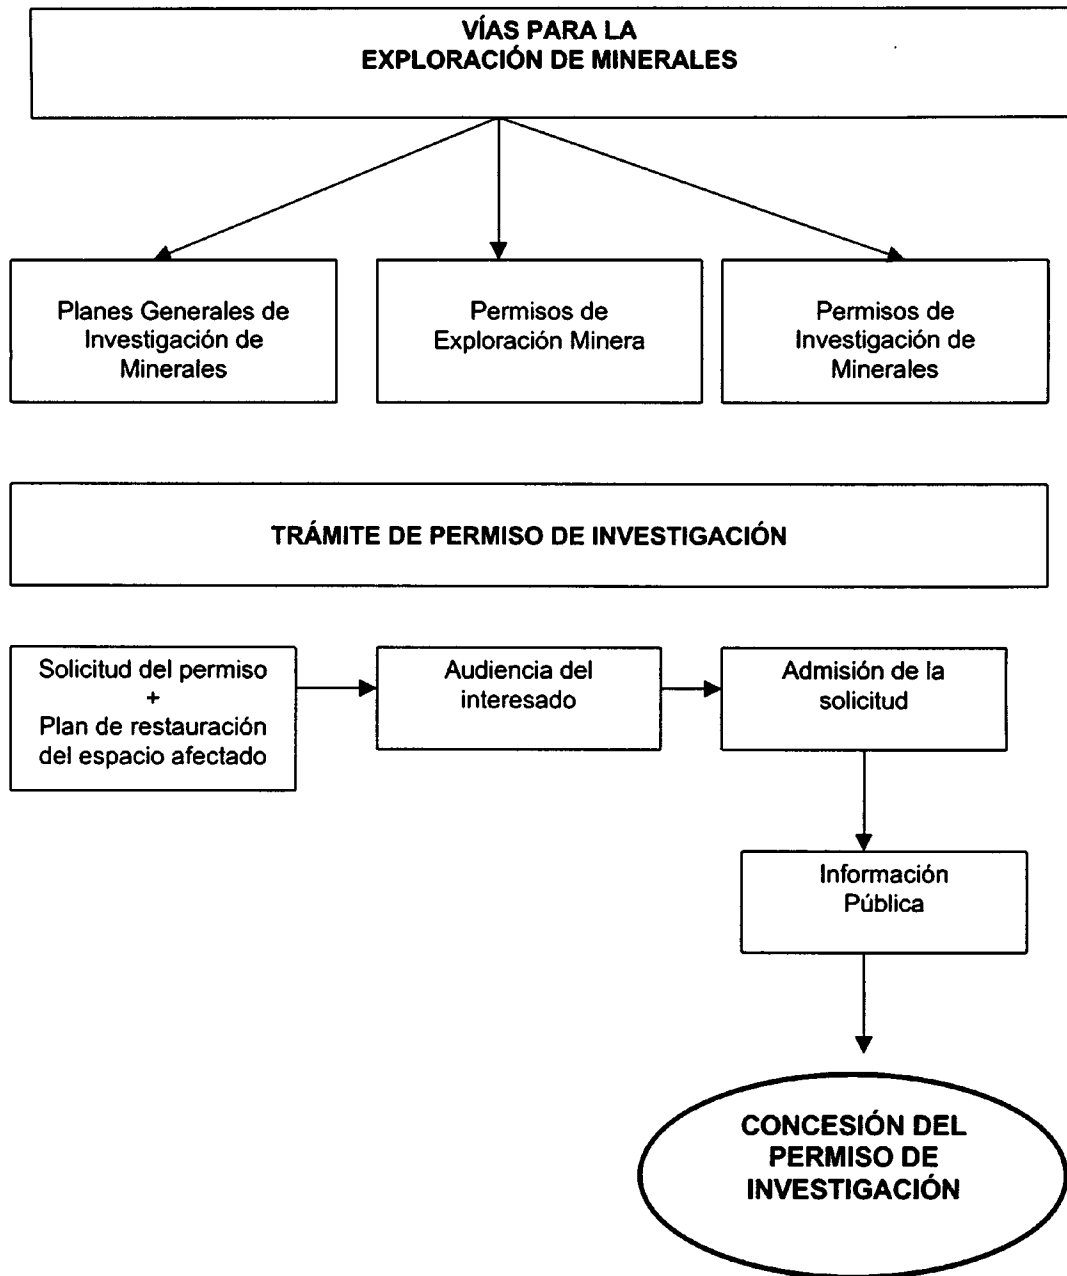 VÍAS PARA LA
EXPLORACIÓN DE MINERALES
Planes Generales de
Investigación de
Minerales
Permisos de
Exploración Minera
Permisos de
Investigación de
Minerales
TRÁMITE DE PERMISO DE INVESTIGACIÓN
Solicitud del permiso
+
Plan de restauración
del espacio afectado
Audiencia del
interesado
Admisión de la
solicitud
Información
Pública
CONCESIÓN DEL
PERMISO DE
INVESTIGACIÓN